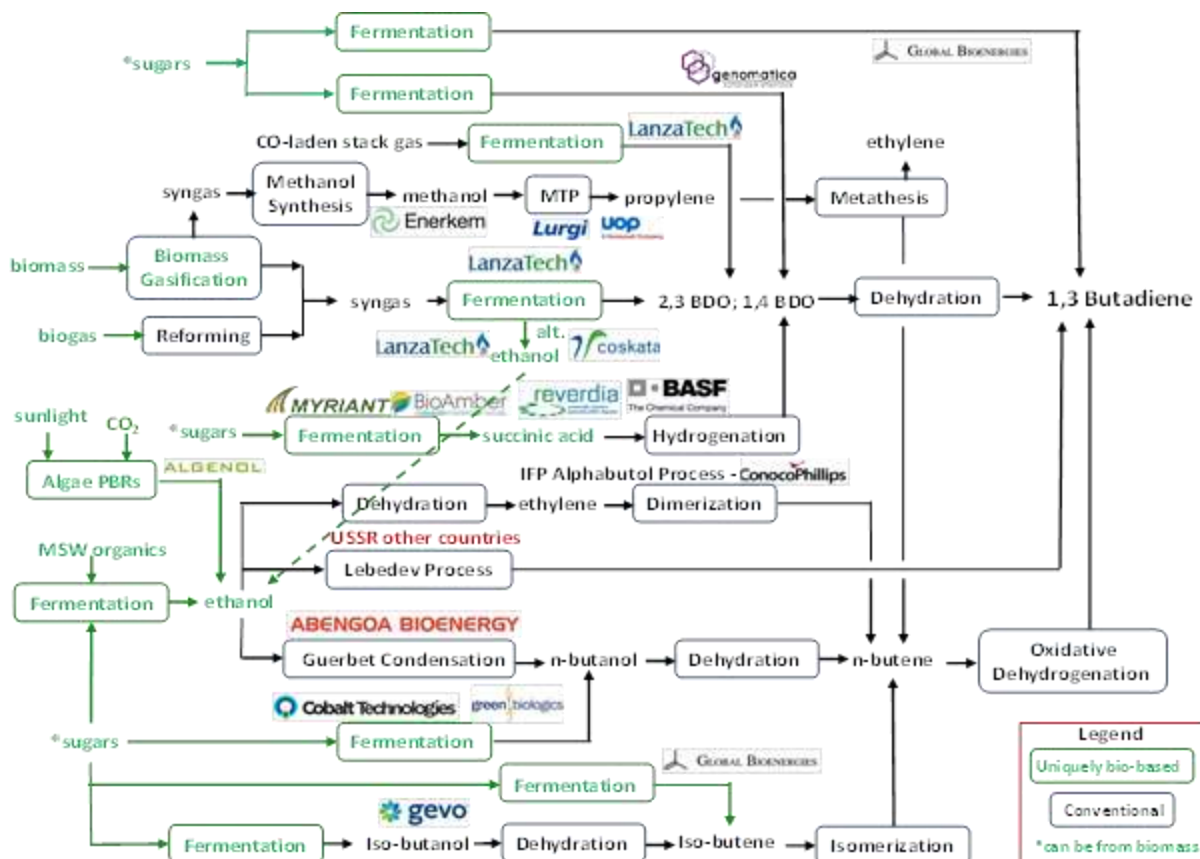 Fermentation
GLOBAL BIOENERGIES
*sugars
genomatica
Fermentation
CO-laden stack gas
Fermentation
LanzaTech
ethylene
syngas
Methanol
Synthesis
methanol
MTP
propylene
Metathesis
Enerkem
Lurgi
uop
biomass
Biomass
Gasification
LanzaTech
syngas
Fermentation
2,3 BDO; 1,4 BDO
Dehydration
1,3 Butadiene
biogas
Reforming
alt.
LanzaTech
ethanol
coskata
MYRIANT
BioAmber
reverdia
BASF
The Chemical Company
sunlight
CO₂
*sugars
Fermentation
succinic acid
Hydrogenation
ALGENOL
Algae PBRs
IFP Alphabutol Process - ConocoPhillips
Dehydration
ethylene
Dimerization
USSR other countries
MSW organics
Lebedev Process
Fermentation
ethanol
ABENGOA BIOENERGY
Guerbet Condensation
n-butanol
Dehydration
n-butene
Oxidative
Dehydrogenation
Cobalt Technologies
green biologics
*sugars
Fermentation
GLOBAL BIOENERGIES
Fermentation
gevo
Fermentation
Iso-butanol
Dehydration
Iso-butene
Isomerization
Legend
Uniquely bio-based
Conventional
*can be from biomass